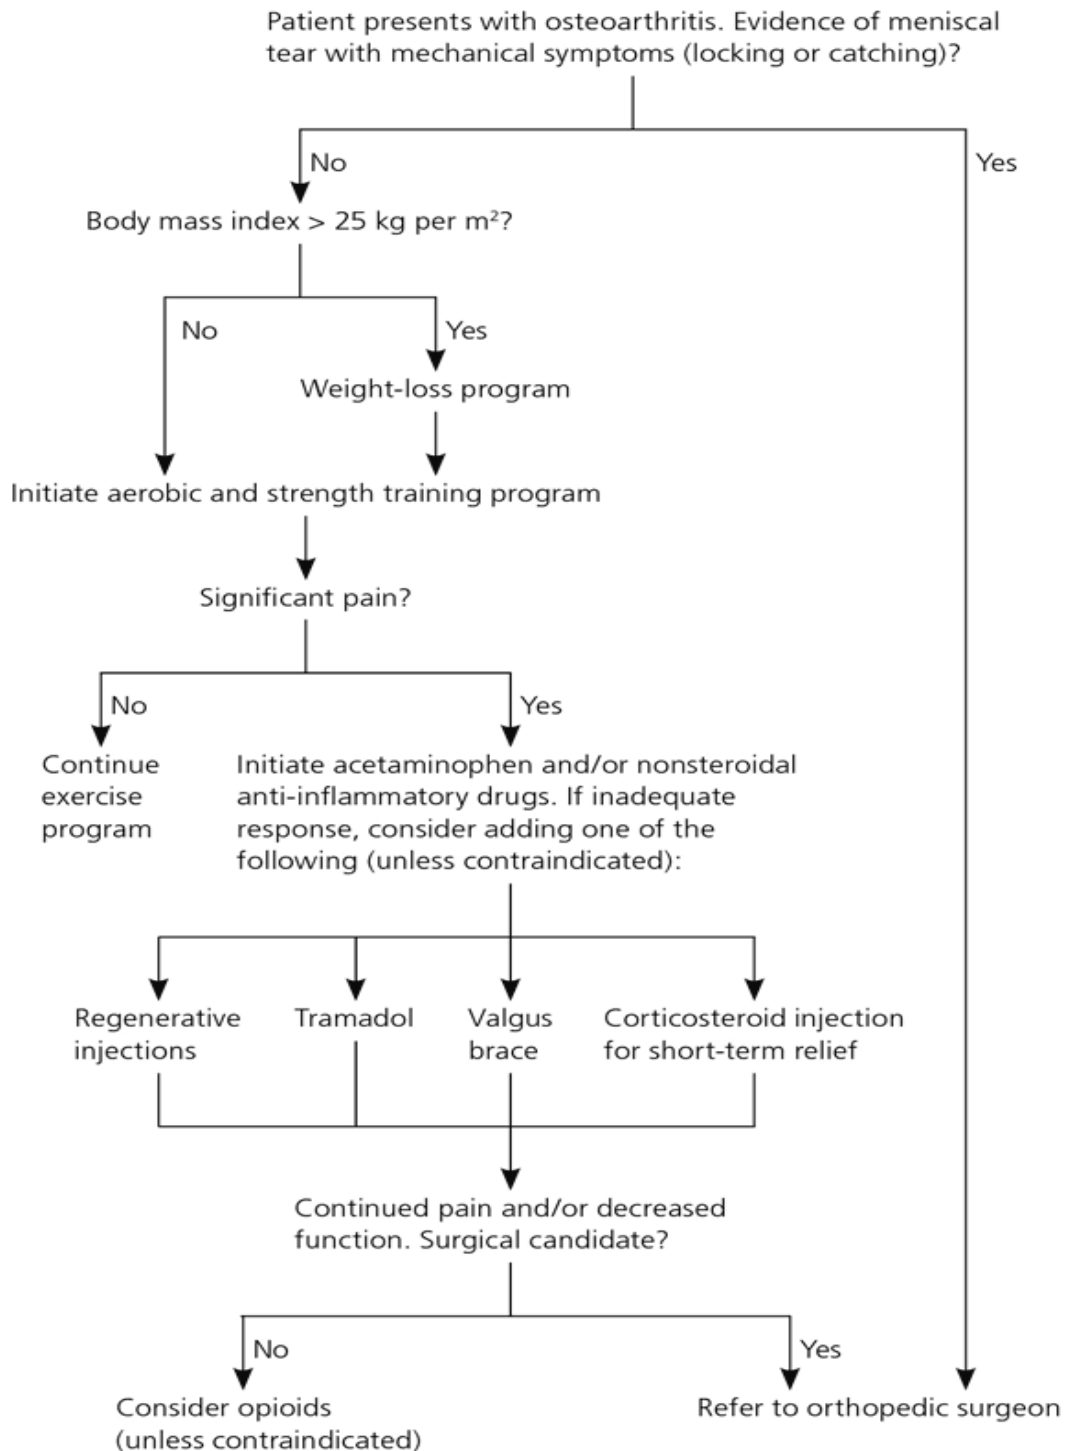 Patient presents with osteoarthritis. Evidence of meniscal
tear with mechanical symptoms (locking or catching)?
No
Yes
Body mass index > 25 kg per m²?
No
Yes
Weight-loss program
Initiate aerobic and strength training program
Significant pain?
No
Yes
Continue
exercise
program
Initiate acetaminophen and/or nonsteroidal
anti-inflammatory drugs. If inadequate
response, consider adding one of the
following (unless contraindicated):
Regenerative
injections
Tramadol
Valgus
brace
Corticosteroid injection
for short-term relief
Continued pain and/or decreased
function. Surgical candidate?
No
Yes
Consider opioids
(unless contraindicated)
Refer to orthopedic surgeon